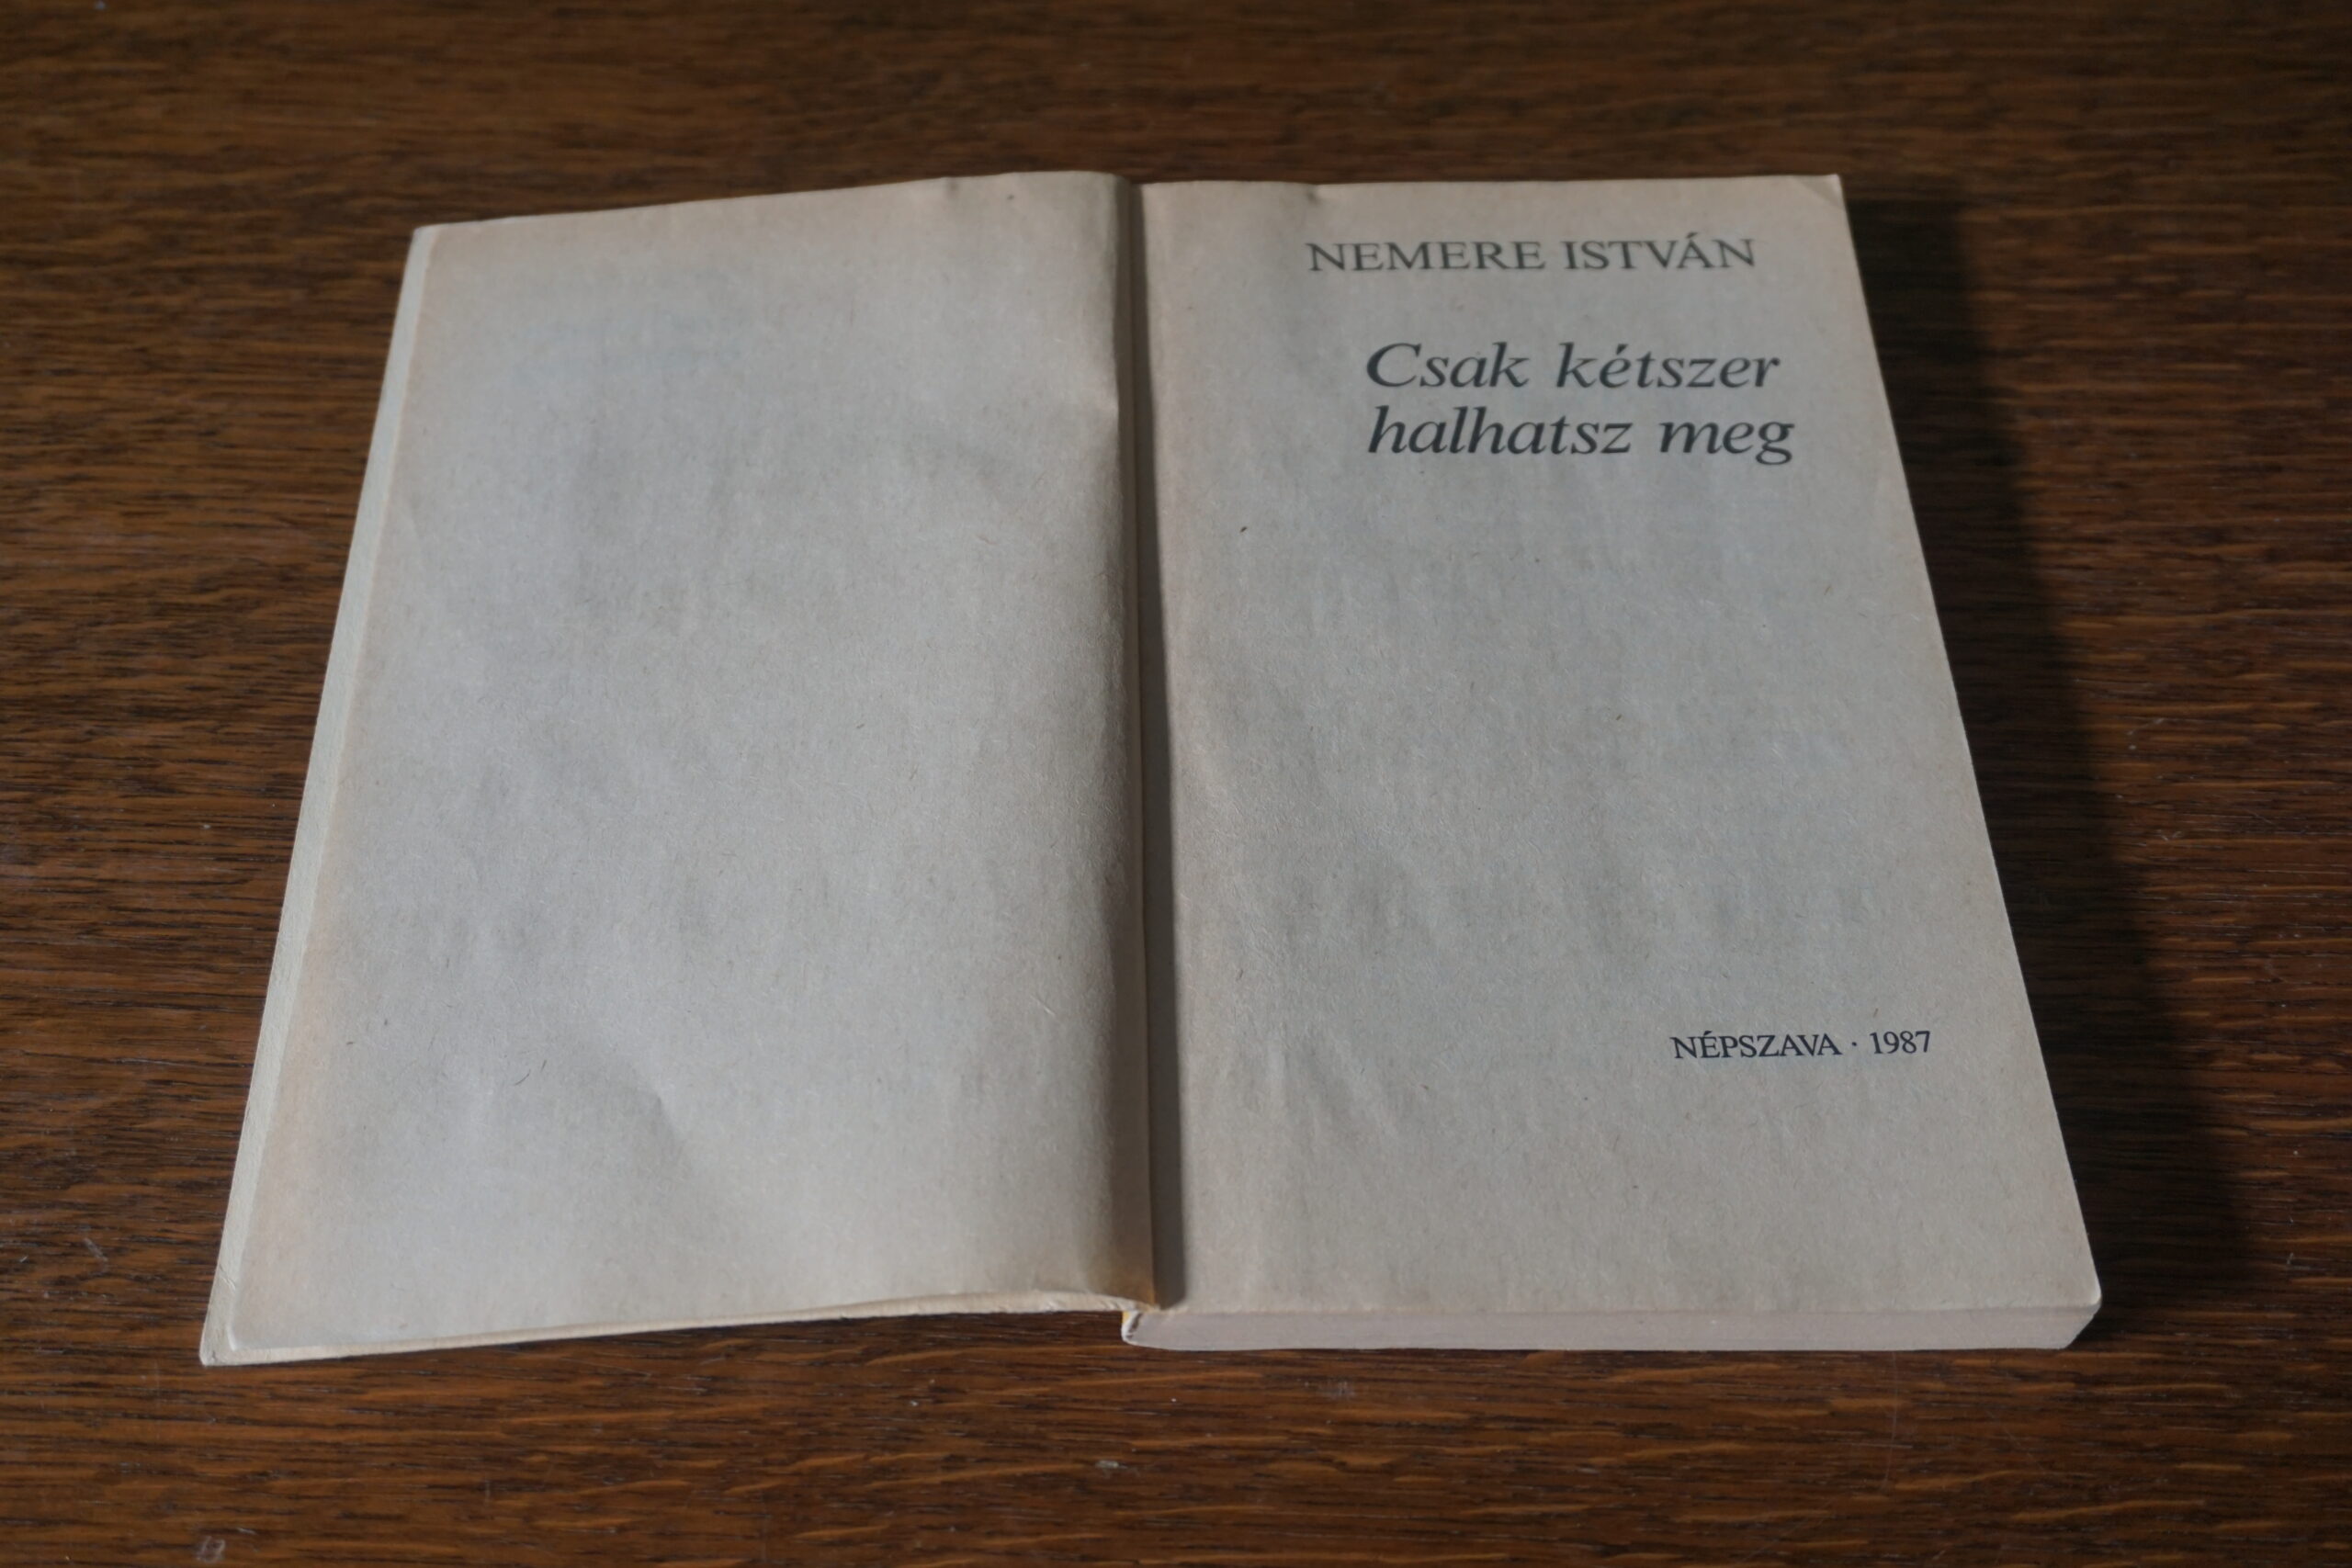 NEMERE ISTVÁN
Csak kétszer
halhatsz meg
NÉPSZAVA · 1987